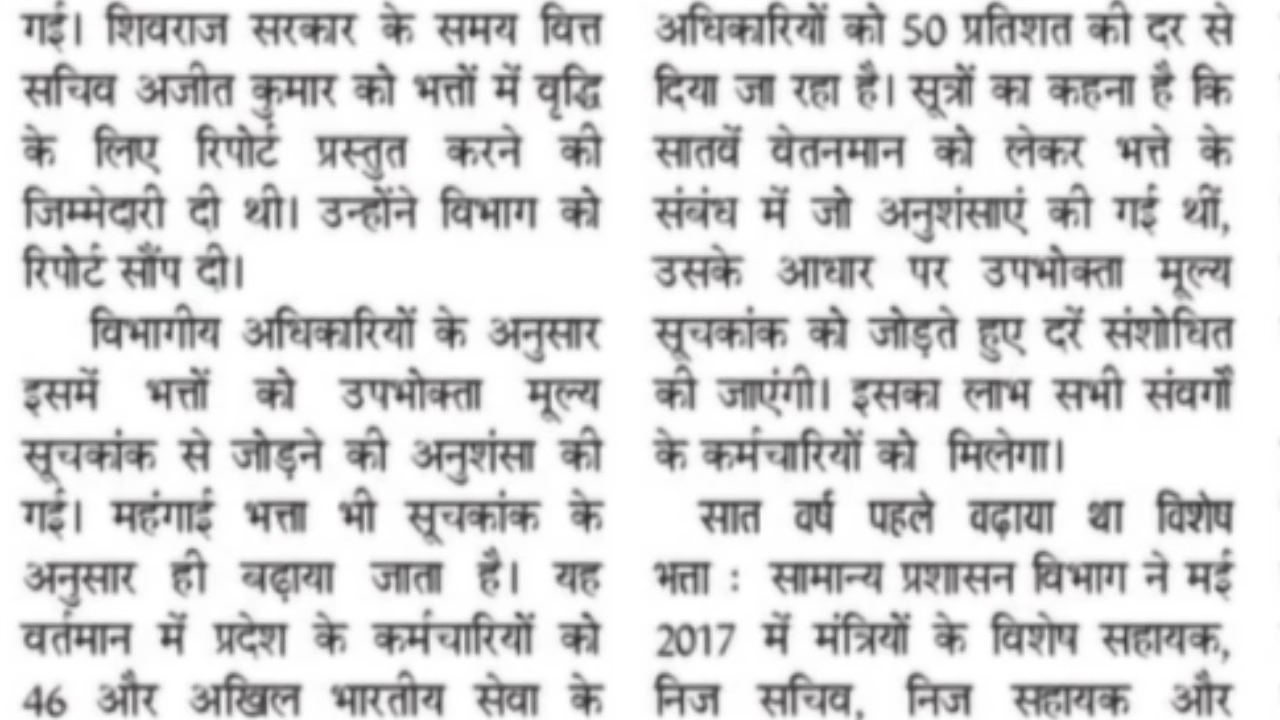 गई। शिवराज सरकार के समय वित्त
सचिव अजीत कुमार को भत्तों में वृद्धि
के लिए रिपोर्ट प्रस्तुत करने की
जिम्मेदारी दी थी। उन्होंने विभाग को
रिपोर्ट सौंप दी।
विभागीय अधिकारियों के अनुसार
इसमें भत्तों को उपभोक्ता मूल्य
सूचकांक से जोड़ने की अनुशंसा की
गई। महंगाई भत्ता भी सूचकांक के
अनुसार ही बढ़ाया जाता है। यह
वर्तमान में प्रदेश के कर्मचारियों को
46 और अखिल भारतीय सेवा के
अधिकारियों को 50 प्रतिशत की दर से
दिया जा रहा है। सूत्रों का कहना है कि
सातवें वेतनमान को लेकर भत्ते के
संबंध में जो अनुशंसाएं की गई थीं,
उसके आधार पर उपभोक्ता मूल्य
सूचकांक को जोड़ते हुए दरें संशोधित
की जाएंगी। इसका लाभ सभी संवर्गों
के कर्मचारियों को मिलेगा।
सात वर्ष पहले बढ़ाया था विशेष
भत्ता : सामान्य प्रशासन विभाग ने मई
2017 में मंत्रियों के विशेष सहायक,
निज सचिव, निज सहायक और